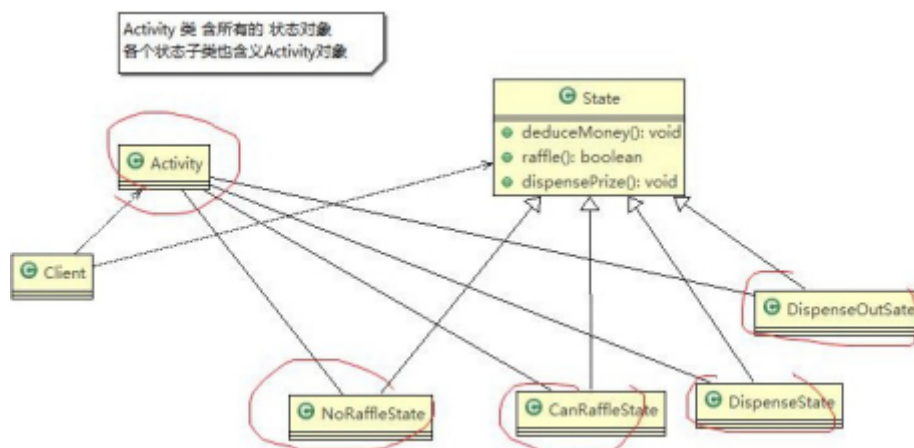 Activity 类 含所有的 状态对象
各个状态子类也含义Activity对象
C State
deduceMoney(): void
raffle(): boolean
dispensePrize(): void
C Activity
C Client
C DispenseOutSate
C NoRaffleState
C CanRaffleState
C DispenseState